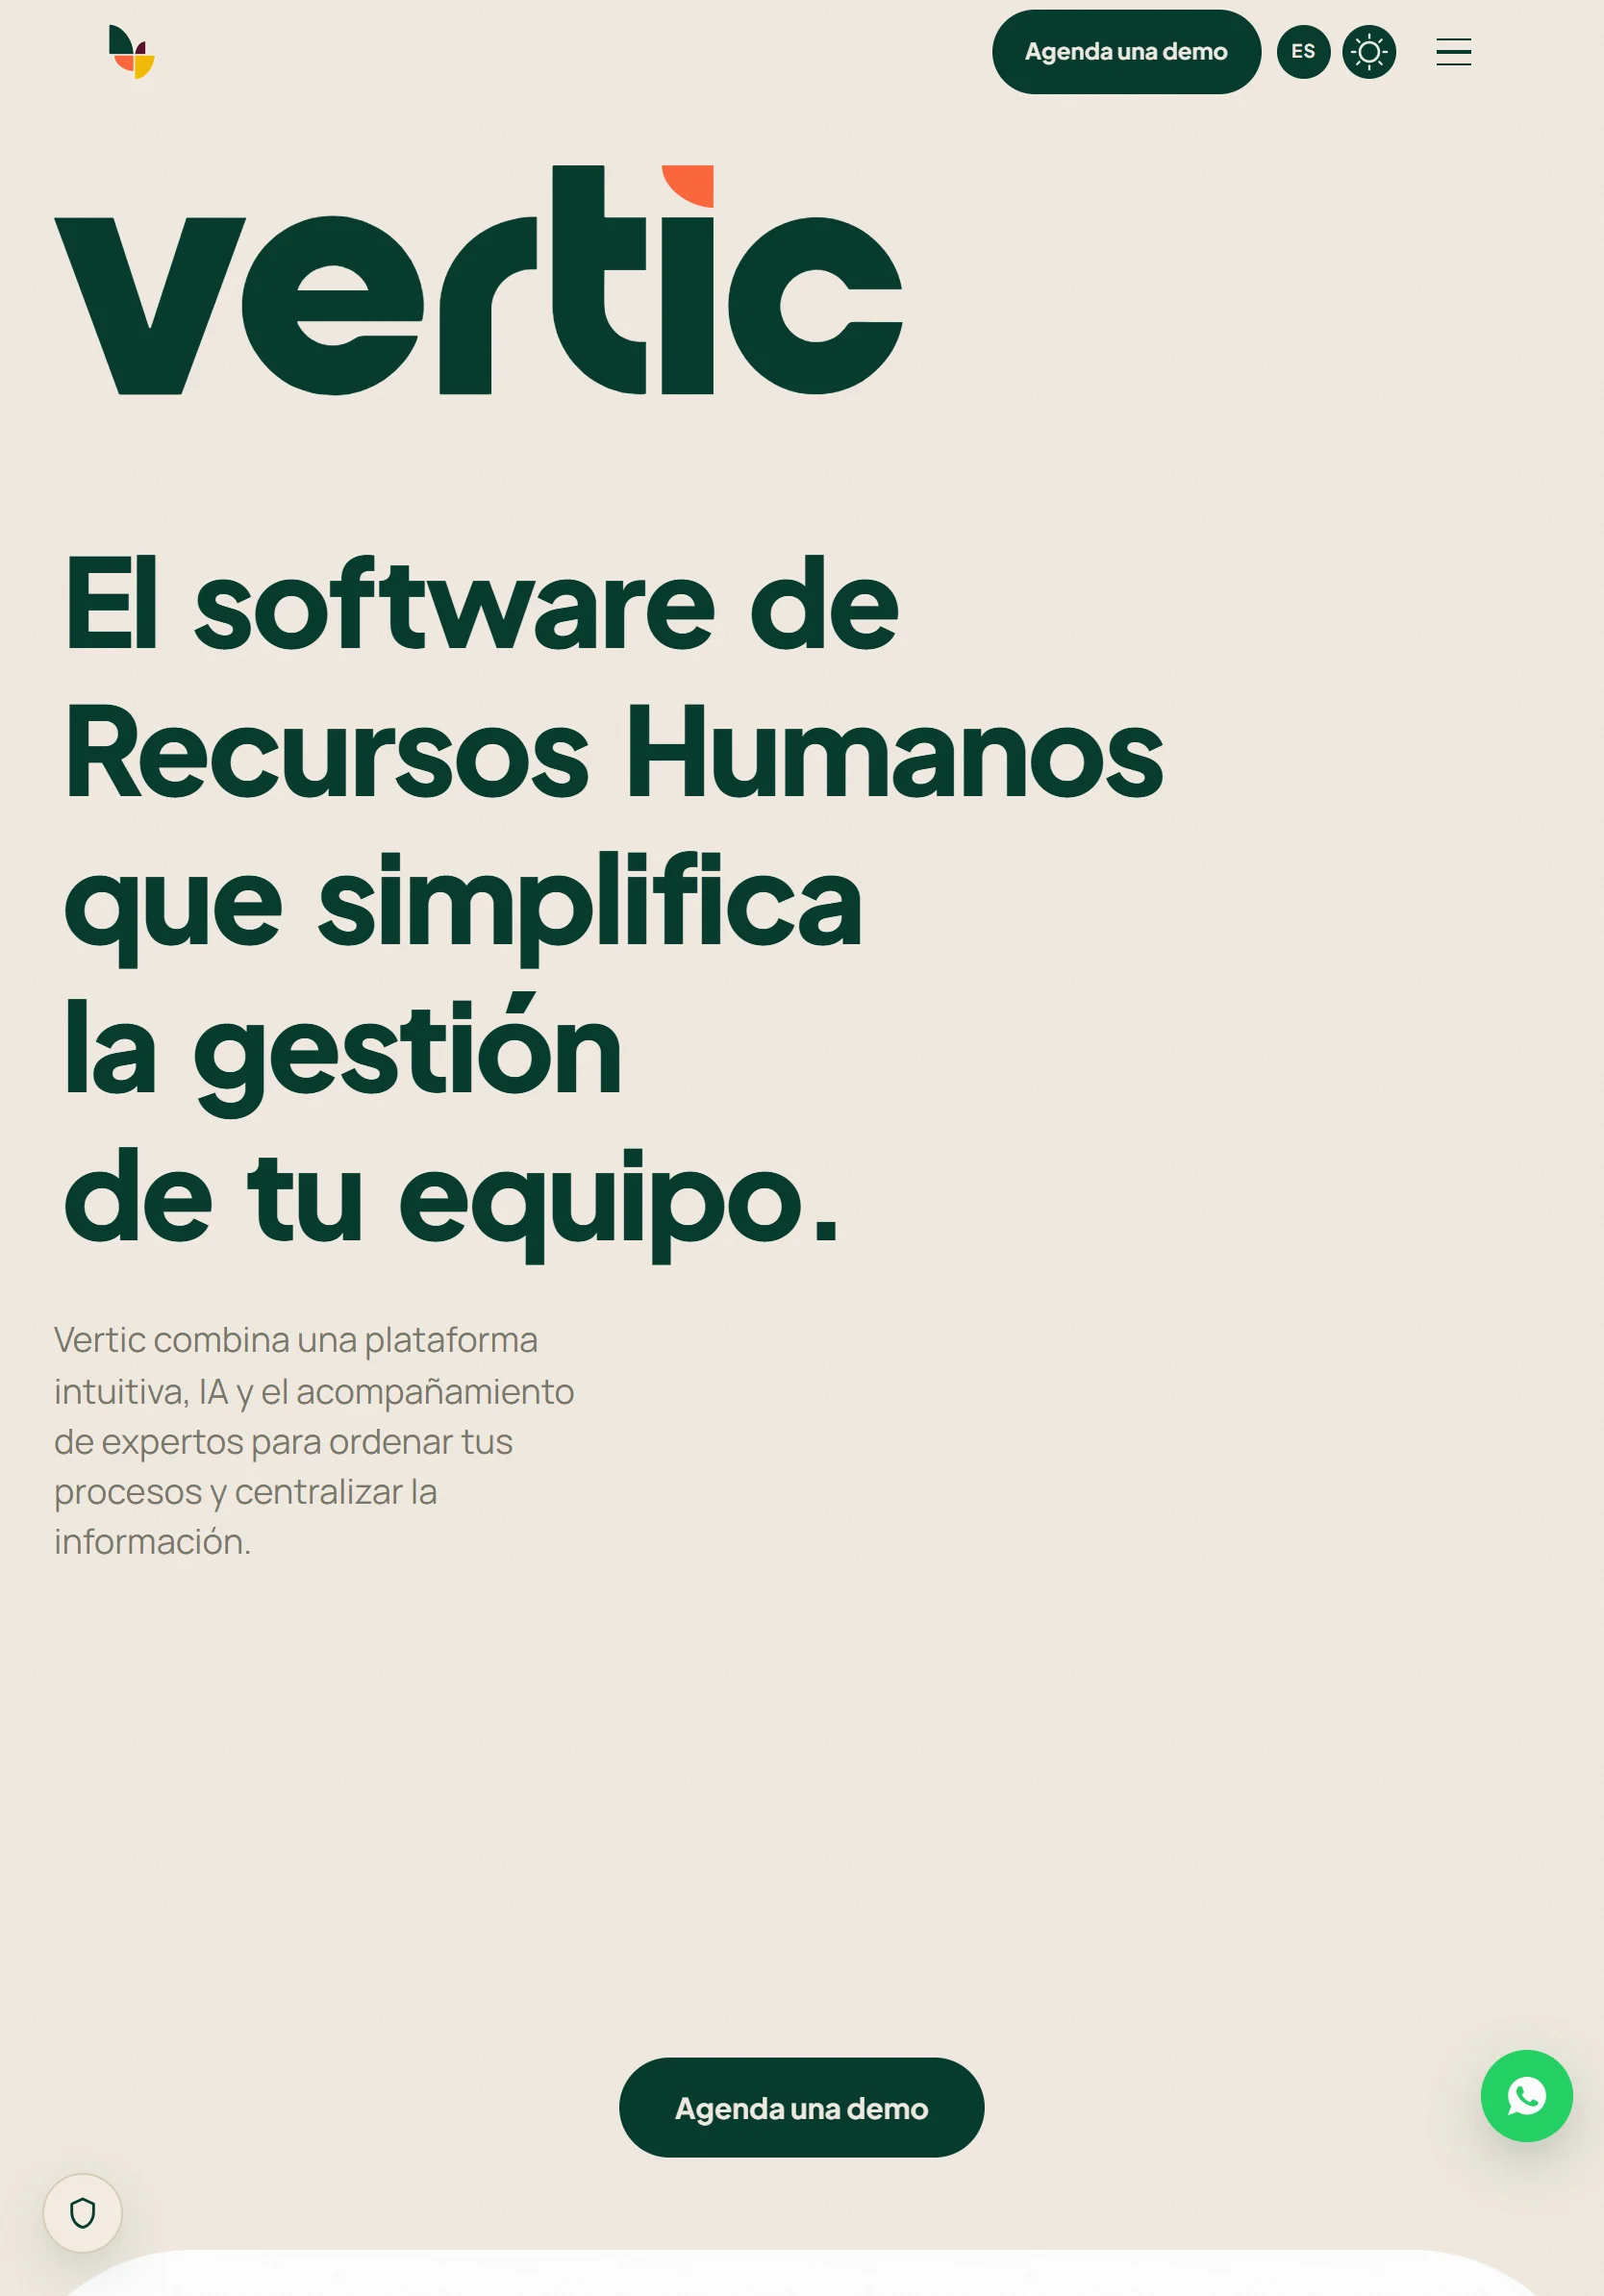 Agenda una demo
ES
vertic
El software de
Recursos Humanos
que simplifica
la gestión
de tu equipo.
Vertic combina una plataforma
intuitiva, IA y el acompañamiento
de expertos para ordenar tus
procesos y centralizar la
información.
Agenda una demo